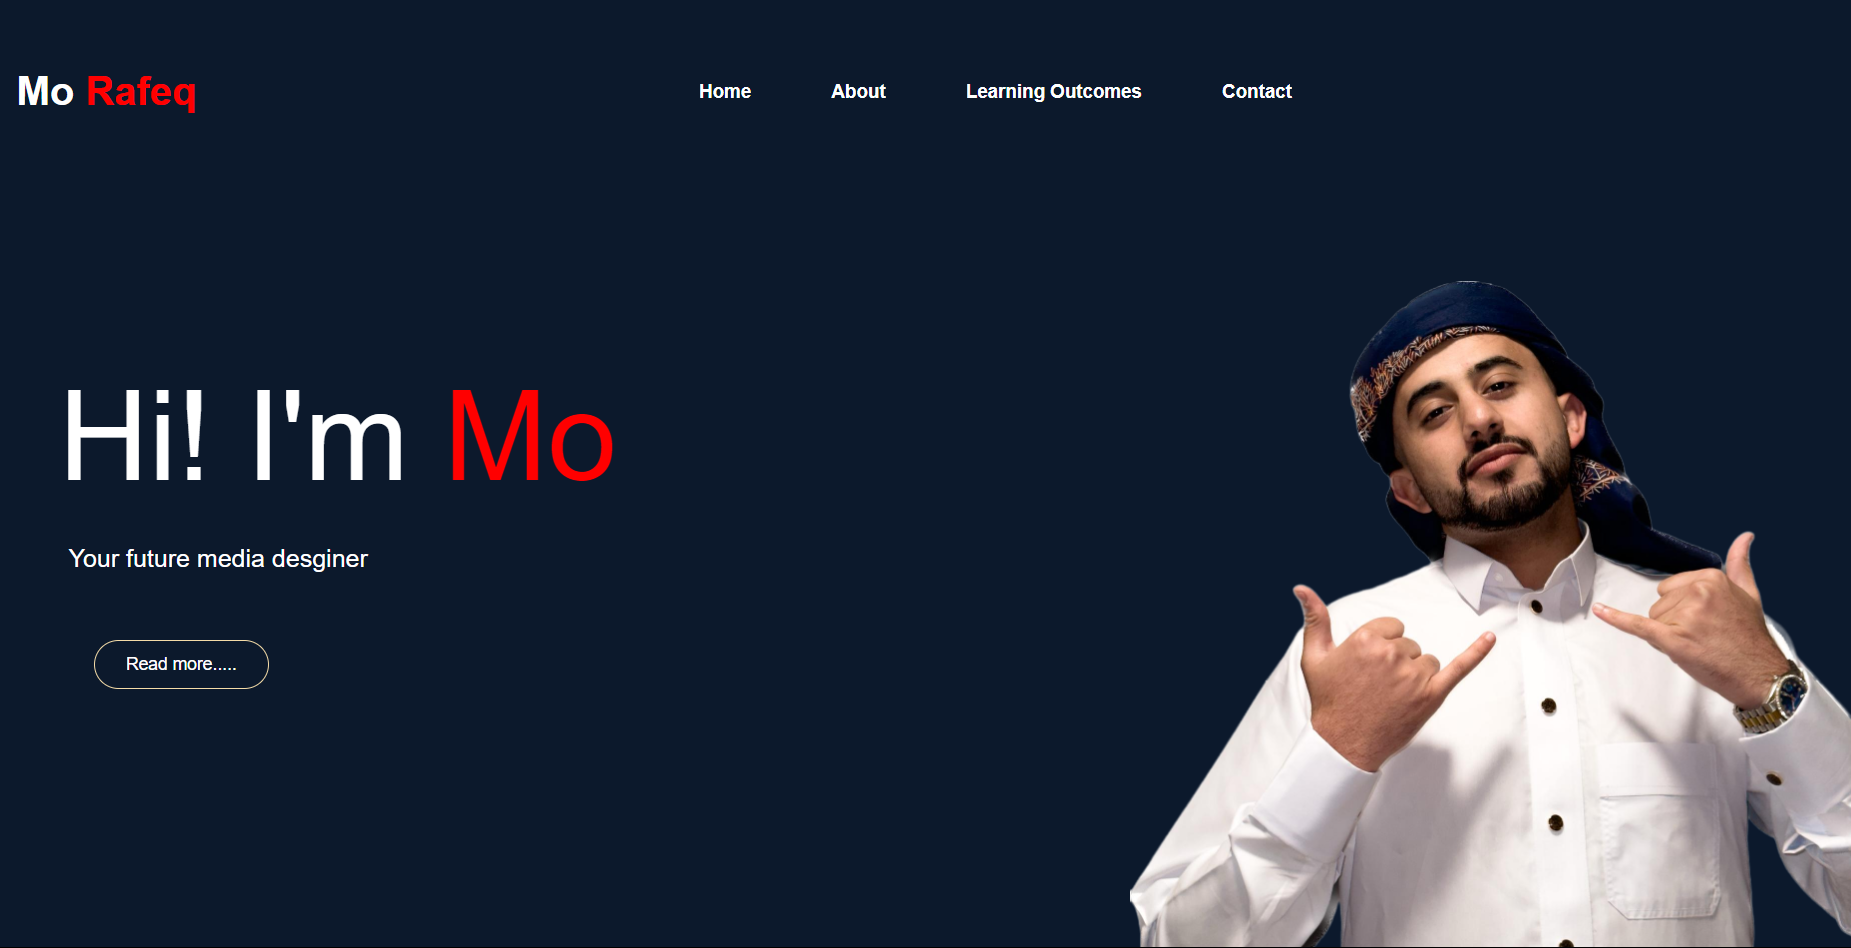 Mo Rafeq
Home About Learning Outcomes Contact
Hi! I'm Mo
Your future media desginer
Read more.....